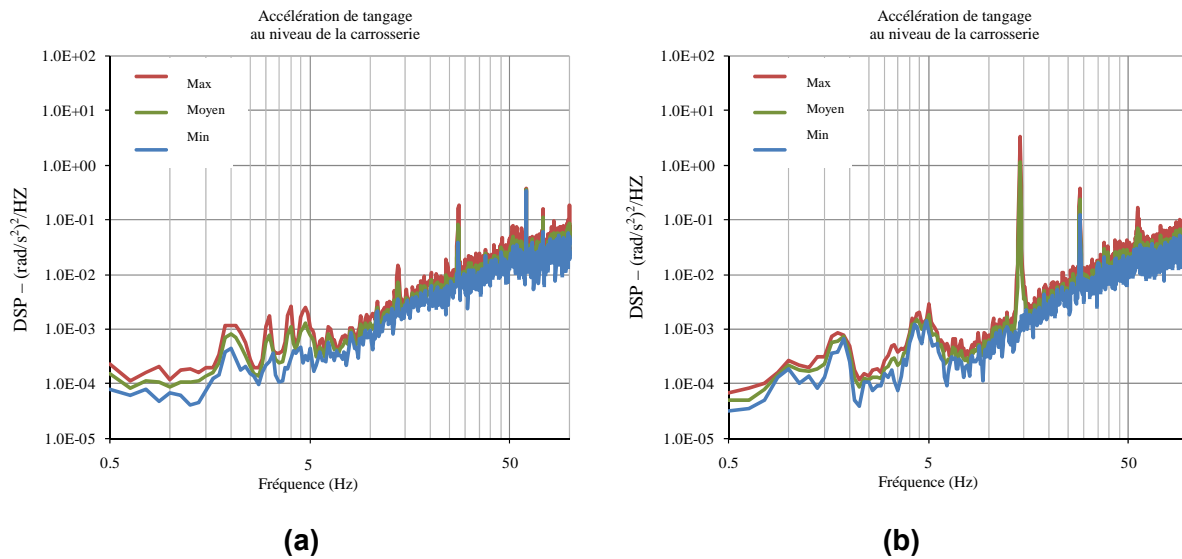 Accélération de tangage
au niveau de la carrosserie
1.0E+02
1.0E+01
1.0E+00
1.0E-01
1.0E-02
1.0E-03
1.0E-04
1.0E-05
Max
Moyen
Min
DSP – (rad/s²)²/HZ
0.5
5
50
Fréquence (Hz)
(a)
Accélération de tangage
au niveau de la carrosserie
1.0E+02
1.0E+01
1.0E+00
1.0E-01
1.0E-02
1.0E-03
1.0E-04
1.0E-05
Max
Moyen
Min
DSP – (rad/s²)²/HZ
0.5
5
50
Fréquence (Hz)
(b)